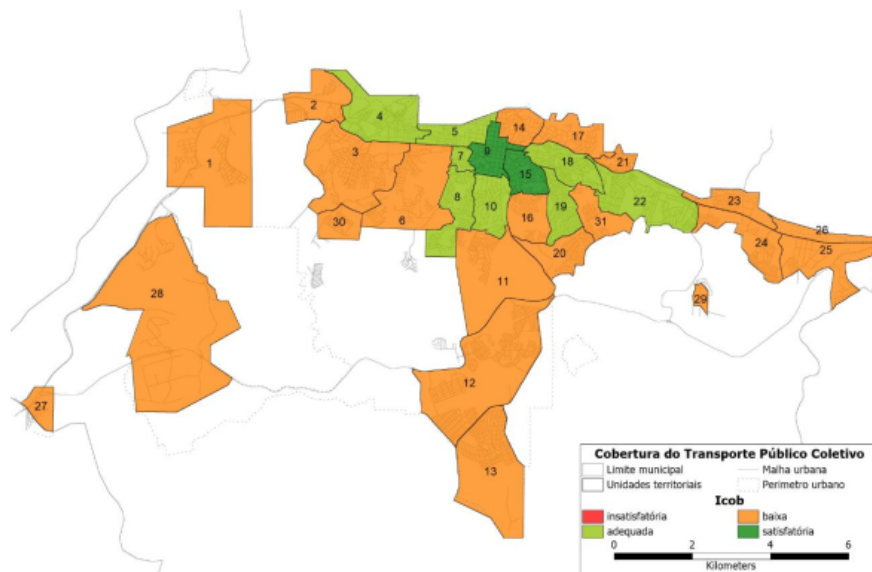 2
4
1
5
14
17
3
7
9
18
21
15
8
10
22
30
6
16
19
31
23
26
20
24
25
11
28
29
12
27
13
Cobertura do Transporte Público Coletivo
Limite municipal
Malha urbana
Unidades territoriais
Perimetro urbano
Icob
insatisfatória
baixa
adequada
satisfatória
0 2 4 6
Kilometers